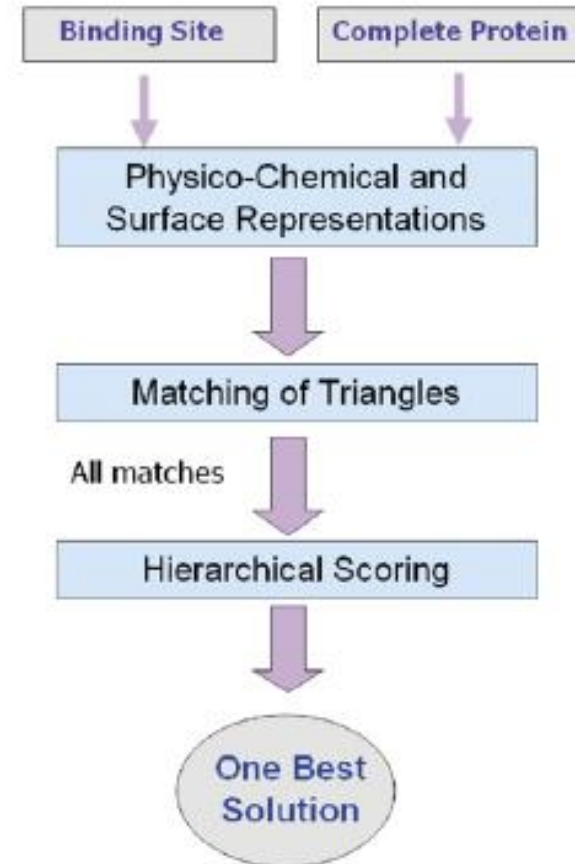 Binding Site
Complete Protein
Physico-Chemical and
Surface Representations
Matching of Triangles
All matches
Hierarchical Scoring
One Best
Solution